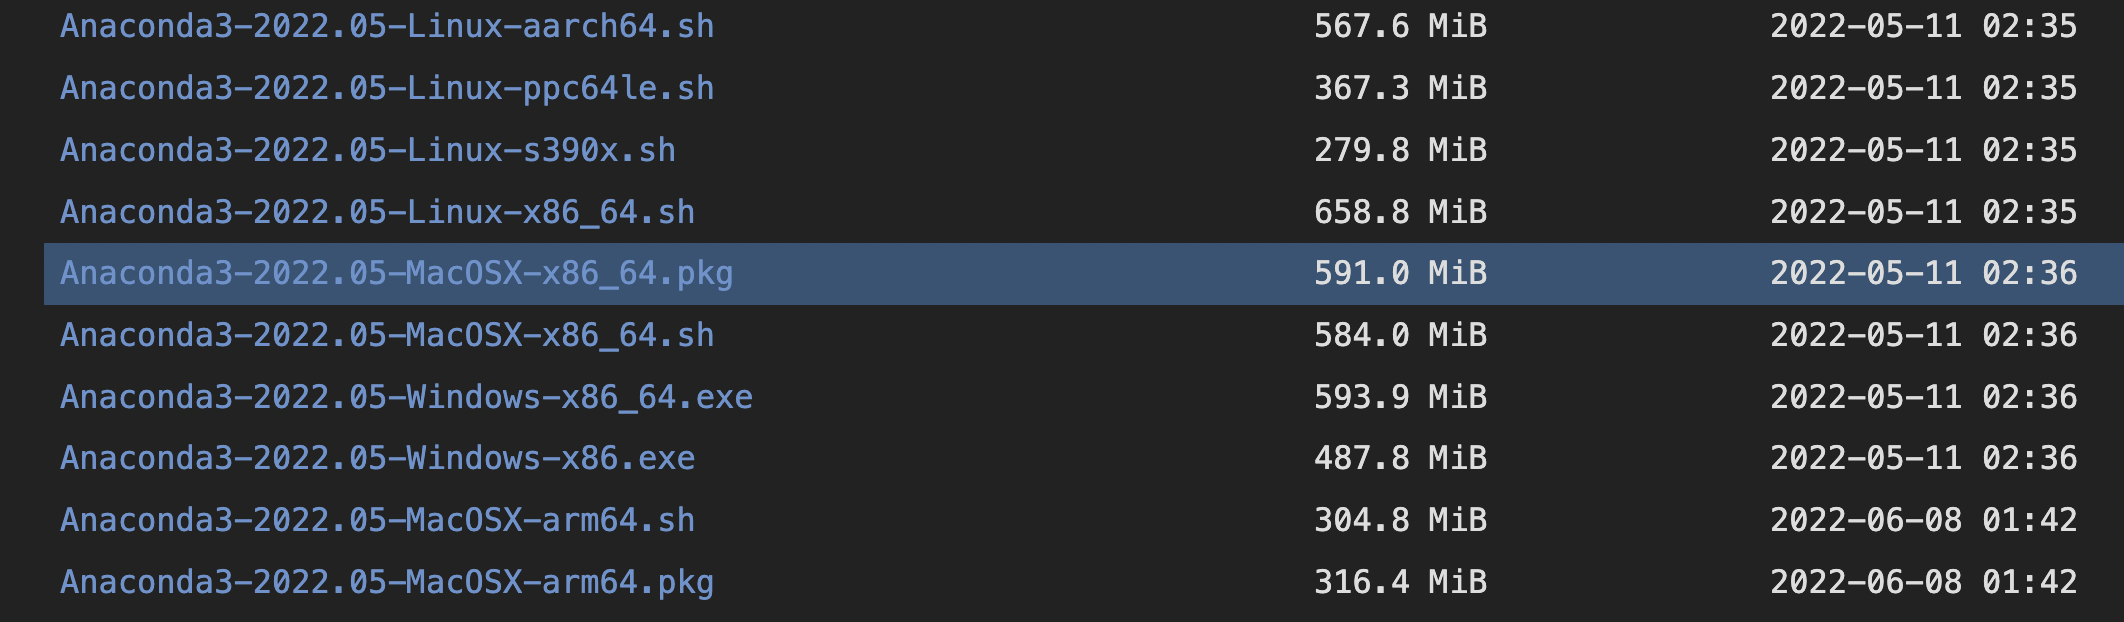 Anaconda3-2022.05-Linux-aarch64.sh 567.6 MiB 2022-05-11 02:35
Anaconda3-2022.05-Linux-ppc64le.sh 367.3 MiB 2022-05-11 02:35
Anaconda3-2022.05-Linux-s390x.sh 279.8 MiB 2022-05-11 02:35
Anaconda3-2022.05-Linux-x86_64.sh 658.8 MiB 2022-05-11 02:35
Anaconda3-2022.05-MacOSX-x86_64.pkg 591.0 MiB 2022-05-11 02:36
Anaconda3-2022.05-MacOSX-x86_64.sh 584.0 MiB 2022-05-11 02:36
Anaconda3-2022.05-Windows-x86_64.exe 593.9 MiB 2022-05-11 02:36
Anaconda3-2022.05-Windows-x86.exe 487.8 MiB 2022-05-11 02:36
Anaconda3-2022.05-MacOSX-arm64.sh 304.8 MiB 2022-06-08 01:42
Anaconda3-2022.05-MacOSX-arm64.pkg 316.4 MiB 2022-06-08 01:42